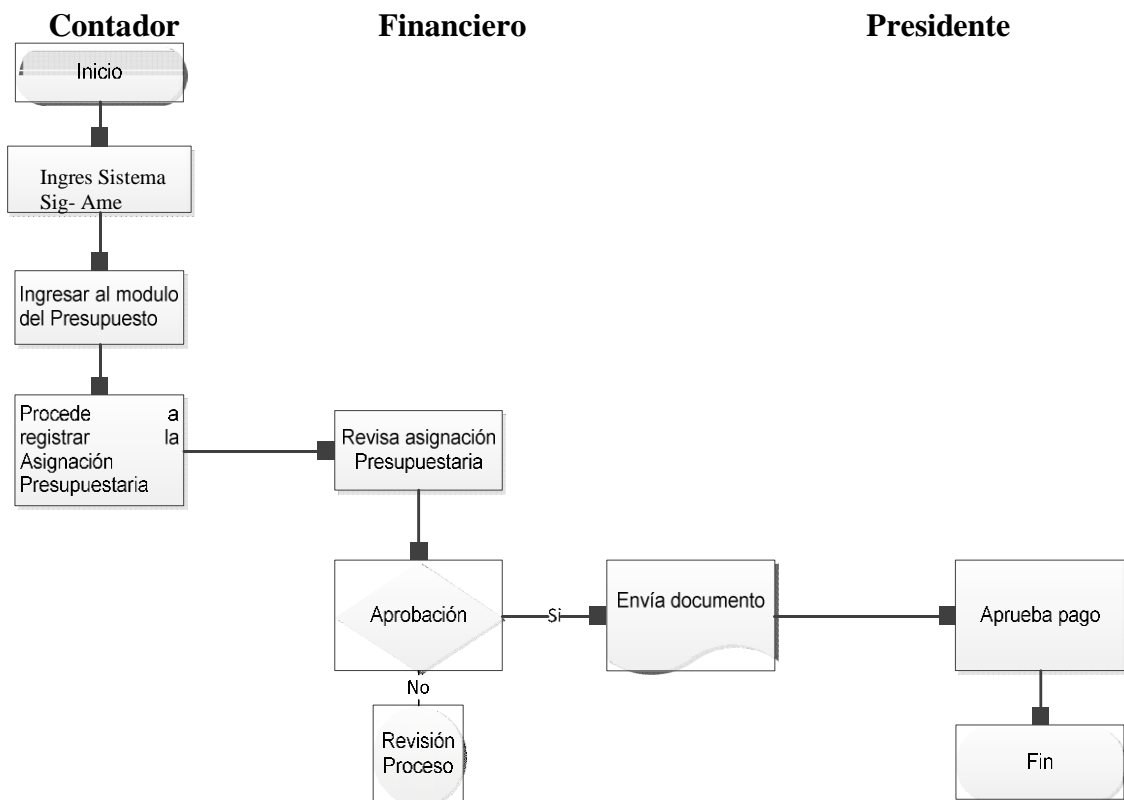 Contador Financiero Presidente
Inicio
Ingres Sistema
Sig- Ame
Ingresar al modulo
del Presupuesto
Procede a
registrar la
Asignación
Presupuestaria
Revisa asignación
Presupuestaria
Aprobación
Si
Envía documento
Aprueba pago
No
Revisión
Proceso
Fin